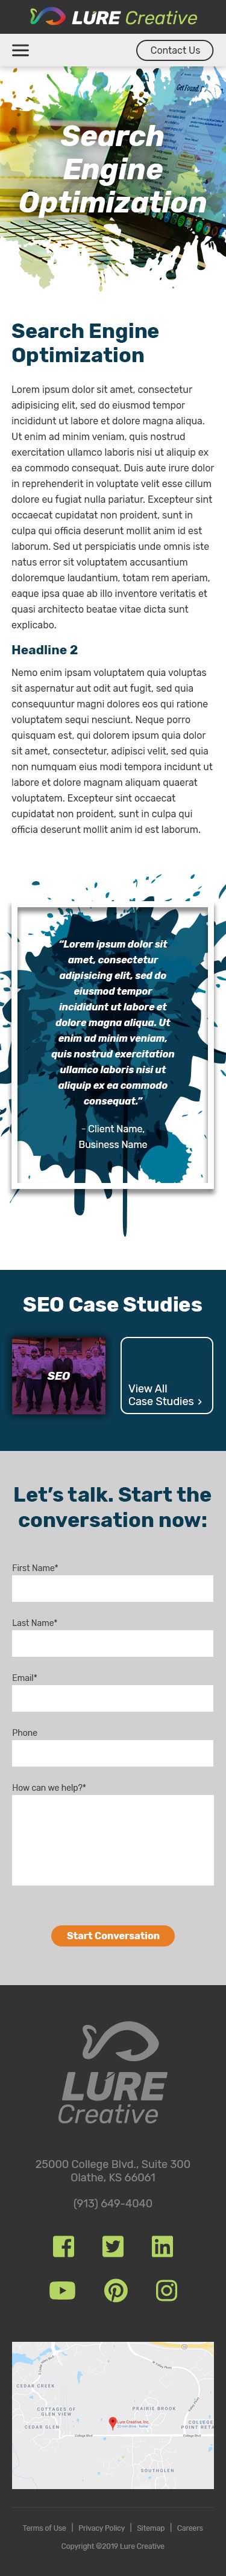 LURE Creative
Contact Us
Search
Engine
Optimization
Search Engine
Optimization
Lorem ipsum dolor sit amet, consectetur
adipisicing elit, sed do eiusmod tempor
incididunt ut labore et dolore magna aliqua.
Ut enim ad minim veniam, quis nostrud
exercitation ullamco laboris nisi ut aliquip ex
ea commodo consequat. Duis aute irure dolor
in reprehenderit in voluptate velit esse cillum
dolore eu fugiat nulla pariatur. Excepteur sint
occaecat cupidatat non proident, sunt in
culpa qui officia deserunt mollit anim id est
laborum. Sed ut perspiciatis unde omnis iste
natus error sit voluptatem accusantium
doloremque laudantium, totam rem aperiam,
eaque ipsa quae ab illo inventore veritatis et
quasi architecto beatae vitae dicta sunt
explicabo.
Headline 2
Nemo enim ipsam voluptatem quia voluptas
sit aspernatur aut odit aut fugit, sed quia
consequuntur magni dolores eos qui ratione
voluptatem sequi nesciunt. Neque porro
quisquam est, qui dolorem ipsum quia dolor
sit amet, consectetur, adipisci velit, sed quia
non numquam eius modi tempora incidunt ut
labore et dolore magnam aliquam quaerat
voluptatem. Excepteur sint occaecat
cupidatat non proident, sunt in culpa qui
officia deserunt mollit anim id est laborum.
“Lorem ipsum dolor sit
amet, consectetur
adipisicing elit, sed do
eiusmod tempor
incididunt ut labore et
dolore magna aliqua. Ut
enim ad minim veniam,
quis nostrud exercitation
ullamco laboris nisi ut
aliquip ex ea commodo
consequat.”
- Client Name,
Business Name
SEO Case Studies
SEO
View All
Case Studies ›
Let’s talk. Start the
conversation now:
First Name*
Last Name*
Email*
Phone
How can we help?*
Start Conversation
LURE
Creative
25000 College Blvd., Suite 300
Olathe, KS 66061
(913) 649-4040
CEDAR CREEK
COTTAGES OF
GLEN VIEW
PRAIRIE BROOK
CEDAR GLEN
Lure Creative, Inc.
COLLEGE
POINT RETA
College Blvd
College Blvd
SOUTHGLEN
Terms of Use | Privacy Policy | Sitemap | Careers
Copyright ©2019 Lure Creative